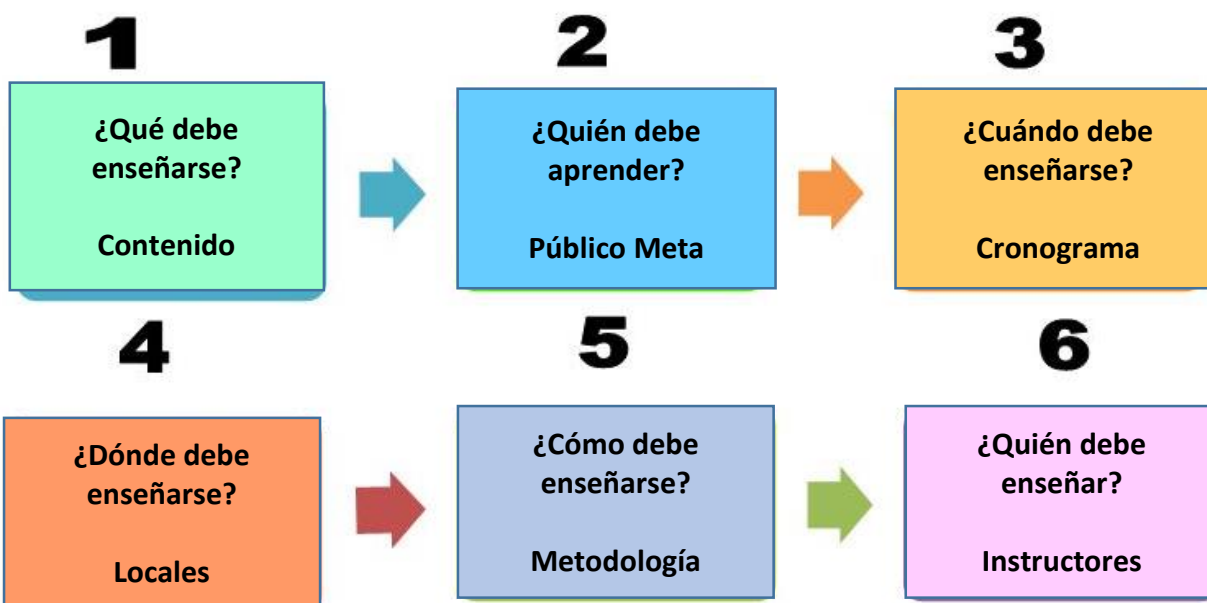 1
¿Qué debe
enseñarse?
Contenido
2
¿Quién debe
aprender?
Público Meta
3
¿Cuándo debe
enseñarse?
Cronograma
4
¿Dónde debe
enseñarse?
Locales
5
¿Cómo debe
enseñarse?
Metodología
6
¿Quién debe
enseñar?
Instructores